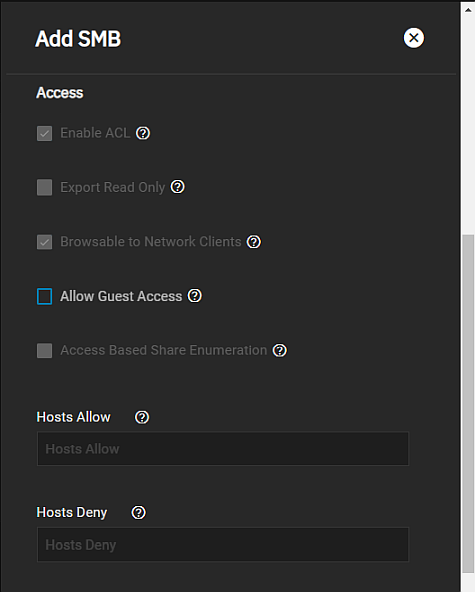 Add SMB
Access
Enable ACL
Export Read Only
Browsable to Network Clients
Allow Guest Access
Access Based Share Enumeration
Hosts Allow
Hosts Allow
Hosts Deny
Hosts Deny